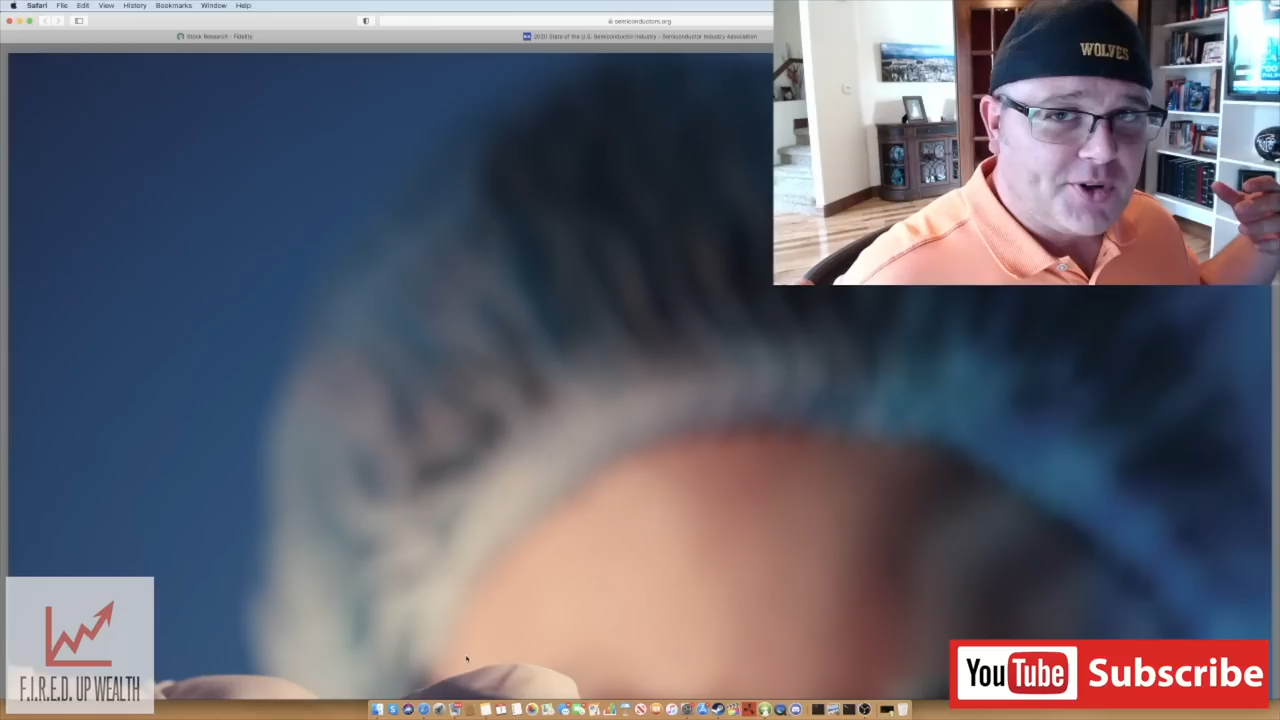 Safari File Edit View History Bookmarks Window Help
semiconductors.org
Stock Research - Fidelity
2020 State of the U.S. Semiconductor Industry - Semiconductor Industry Association
WOLVES
F.I.R.E.D. UP WEALTH
YouTube Subscribe